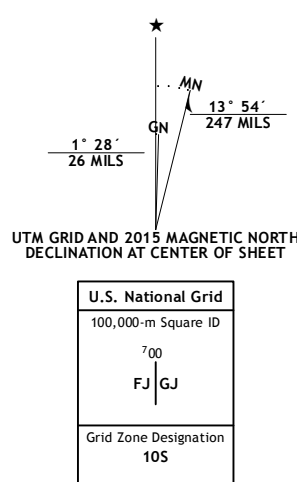 ★
MN
GN
13° 54´
247 MILS
1° 28´
26 MILS
UTM GRID AND 2015 MAGNETIC NORTH
DECLINATION AT CENTER OF SHEET
U.S. National Grid
100,000-m Square ID
⁷00
FJ GJ
Grid Zone Designation
10S